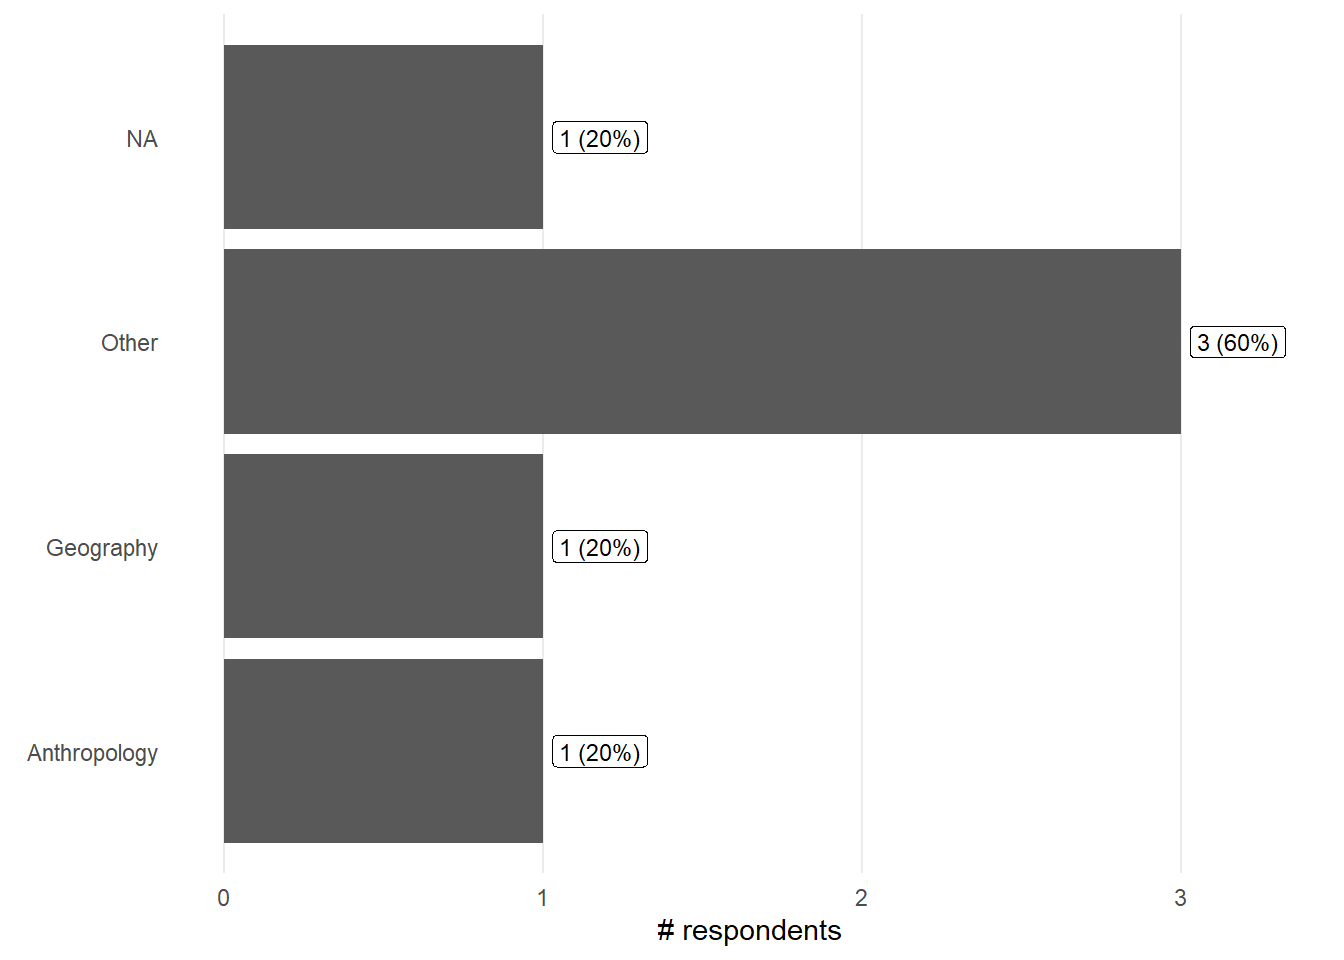 NA
1 (20%)
Other
3 (60%)
Geography
1 (20%)
Anthropology
1 (20%)
0 1 2 3
# respondents